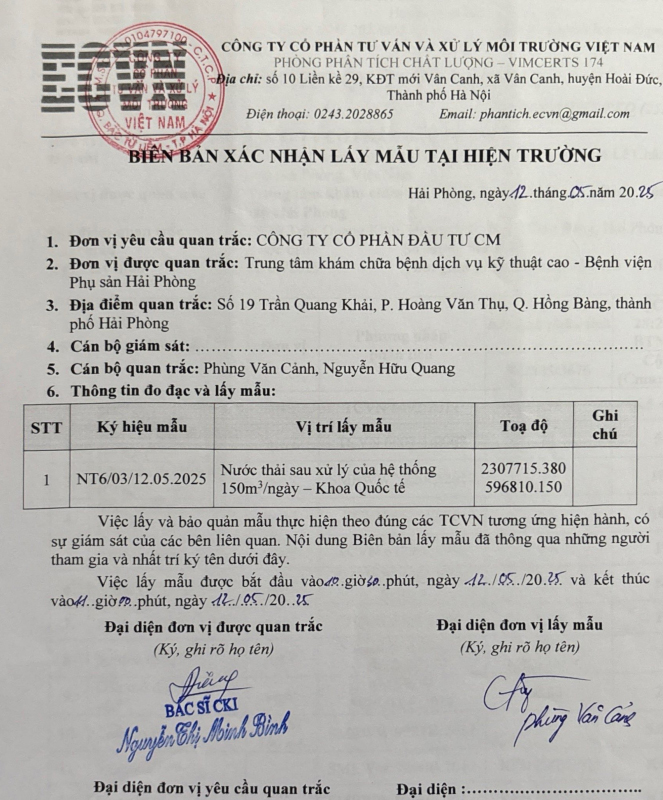 ECVN
0104797100 - C.T.C.P
VIỆT NAM
CÔNG TY CỔ PHẦN TƯ VẤN VÀ XỬ LÝ MÔI TRƯỜNG VIỆT NAM
PHÒNG PHÂN TÍCH CHẤT LƯỢNG – VIMCERTS 174
Địa chỉ: số 10 Liền kề 29, KĐT mới Vân Canh, xã Vân Canh, huyện Hoài Đức,
Thành phố Hà Nội
Điện thoại: 0243.2028865 Email: phantich.ecvn@gmail.com
BIÊN BẢN XÁC NHẬN LẤY MẪU TẠI HIỆN TRƯỜNG
Hải Phòng, ngày 12 tháng 05 năm 2025
1. Đơn vị yêu cầu quan trắc: CÔNG TY CỔ PHẦN ĐẦU TƯ CM
2. Đơn vị được quan trắc: Trung tâm khám chữa bệnh dịch vụ kỹ thuật cao - Bệnh viện
Phụ sản Hải Phòng
3. Địa điểm quan trắc: Số 19 Trần Quang Khải, P. Hoàng Văn Thụ, Q. Hồng Bàng, thành
phố Hải Phòng
4. Cán bộ giám sát:
5. Cán bộ quan trắc: Phùng Văn Cảnh, Nguyễn Hữu Quang
6. Thông tin đo đạc và lấy mẫu:
STT Ký hiệu mẫu Vị trí lấy mẫu Toạ độ Ghi chú
1 NT6/03/12.05.2025 Nước thải sau xử lý của hệ thống 2307715.380
150m³/ngày – Khoa Quốc tế 596810.150
Việc lấy và bảo quản mẫu thực hiện theo đúng các TCVN tương ứng hiện hành, có
sự giám sát của các bên liên quan. Nội dung Biên bản lấy mẫu đã thông qua những người
tham gia và nhất trí ký tên dưới đây.
Việc lấy mẫu được bắt đầu vào 10 giờ 30 phút, ngày 12/05/2025 và kết thúc
vào 11 giờ 00 phút, ngày 12/05/2025
Đại diện đơn vị được quan trắc Đại diện đơn vị lấy mẫu
(Ký, ghi rõ họ tên) (Ký, ghi rõ họ tên)
BÁC SĨ CKI
Nguyễn Thị Minh Bình
Phùng Văn Cảnh
Đại diện đơn vị yêu cầu quan trắc Đại diện :